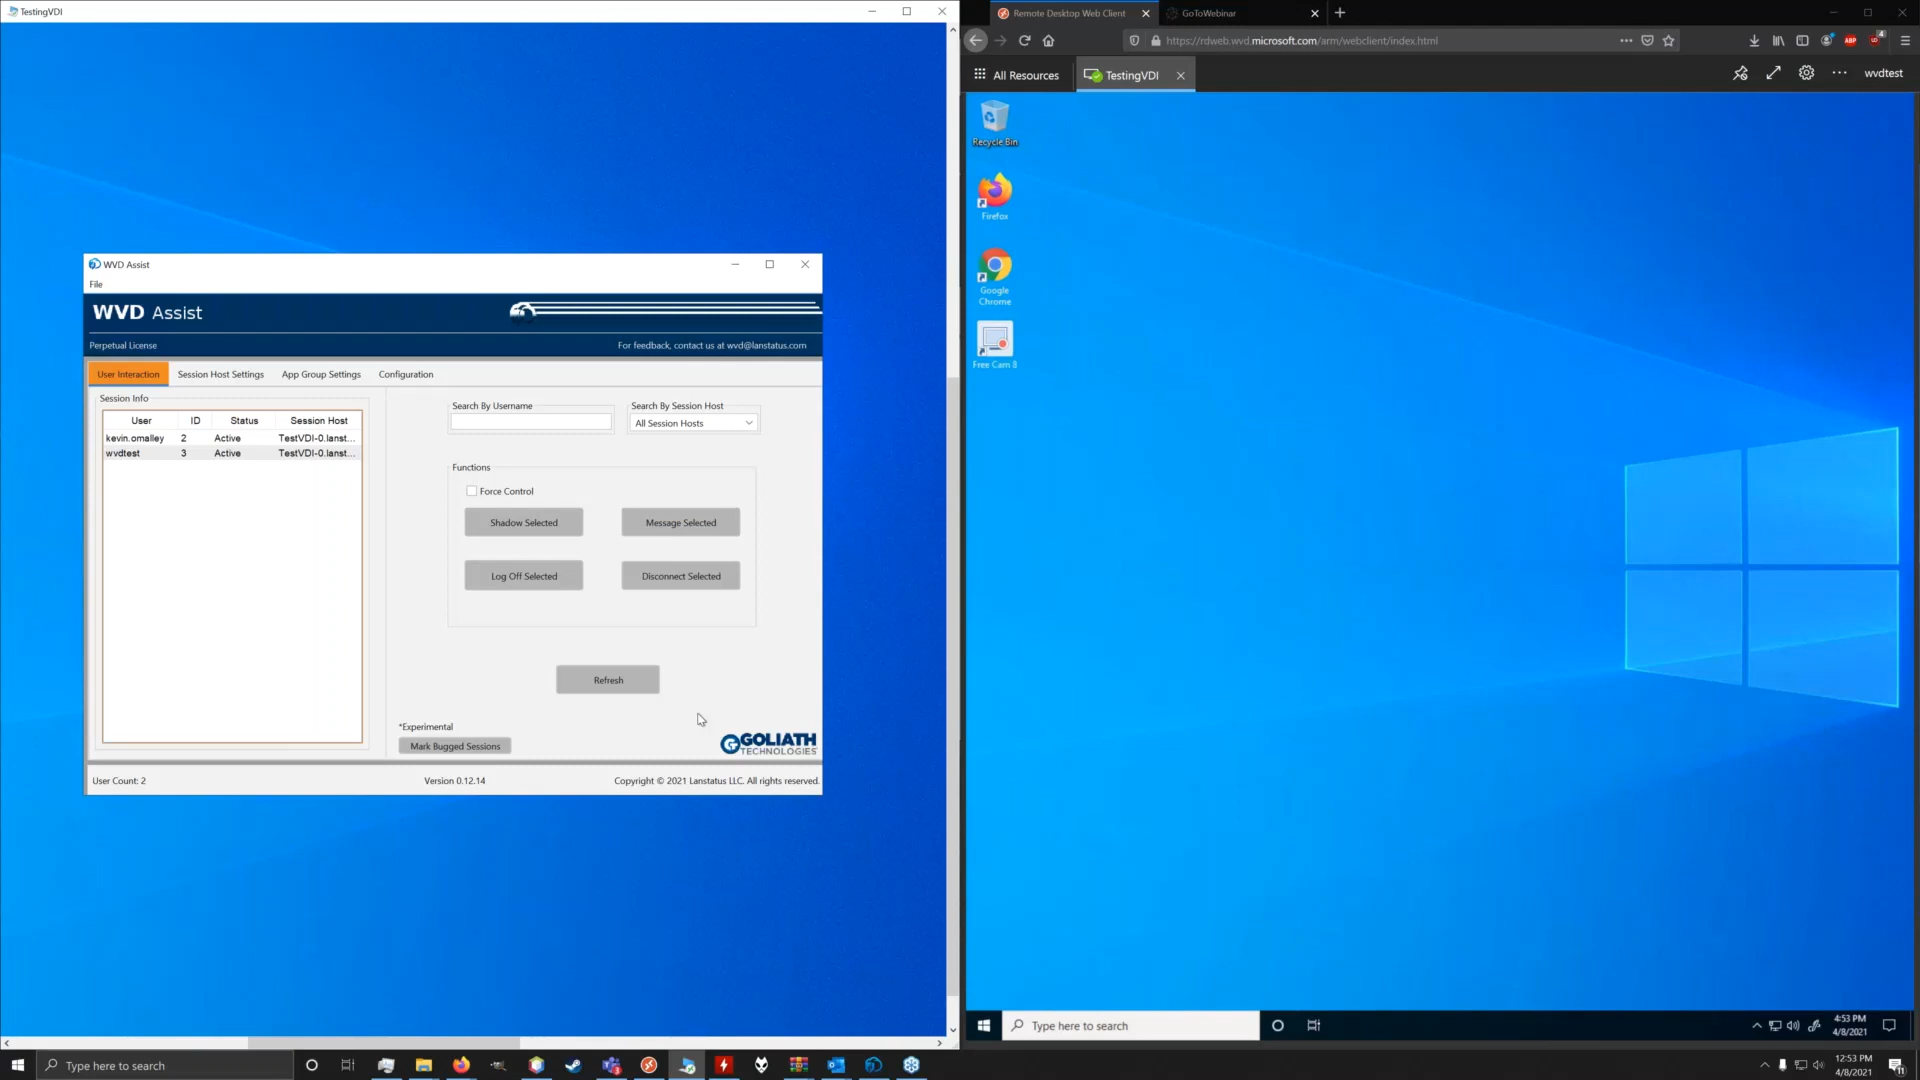 TestingVDI
WVD Assist
File
WVD Assist
Perpetual License
For feedback, contact us at wvd@lanstatus.com
User Interaction
Session Host Settings
App Group Settings
Configuration
Session Info
User ID Status Session Host
kevin.omalley 2 Active TestVDI-0.lanst...
wvdtest 3 Active TestVDI-0.lanst...
Search By Username
Search By Session Host
All Session Hosts
Functions
Force Control
Shadow Selected
Message Selected
Log Off Selected
Disconnect Selected
Refresh
*Experimental
Mark Bugged Sessions
GOLIATH
TECHNOLOGIES
User Count: 2
Version 0.12.14
Copyright © 2021 Lanstatus LLC. All rights reserved.
Remote Desktop Web Client
GoToWebinar
https://rdweb.wvd.microsoft.com/arm/webclient/index.html
ABP
4
All Resources
TestingVDI
wvdtest
Recycle Bin
Firefox
Google
Chrome
Free Cam 8
Type here to search
4:53 PM
4/8/2021
Type here to search
12:53 PM
4/8/2021
11